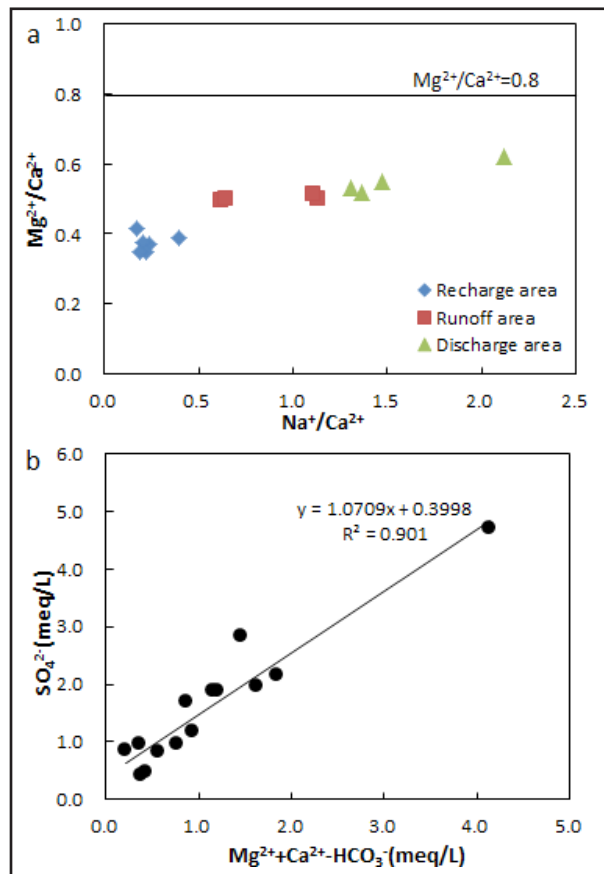 a
1.0
0.8
0.6
0.4
0.2
0.0
Mg²⁺/Ca²⁺
Mg²⁺/Ca²⁺=0.8
Recharge area
Runoff area
Discharge area
0.0 0.5 1.0 1.5 2.0 2.5
Na⁺/Ca²⁺
b
6.0
5.0
4.0
3.0
2.0
1.0
0.0
SO₄²⁻(meq/L)
y = 1.0709x + 0.3998
R² = 0.901
0.0 1.0 2.0 3.0 4.0 5.0
Mg²⁺+Ca²⁺-HCO₃⁻(meq/L)